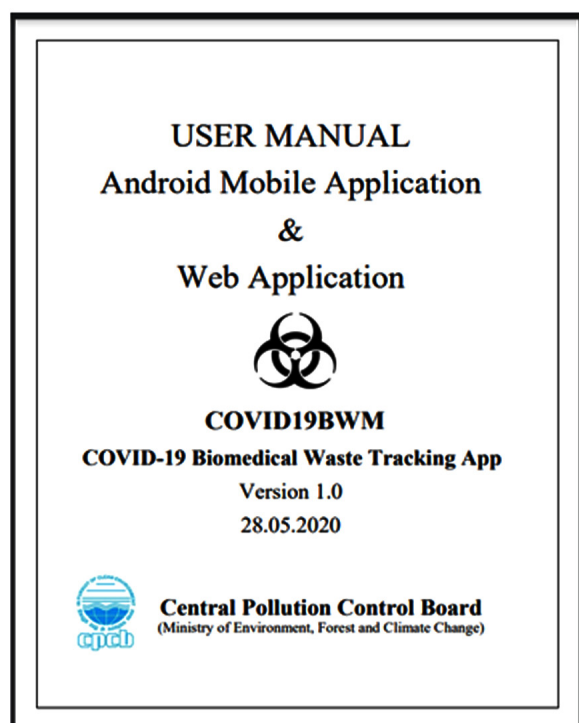 USER MANUAL
Android Mobile Application
&
Web Application
COVID19BWM
COVID-19 Biomedical Waste Tracking App
Version 1.0
28.05.2020
cpcb
Central Pollution Control Board
(Ministry of Environment, Forest and Climate Change)